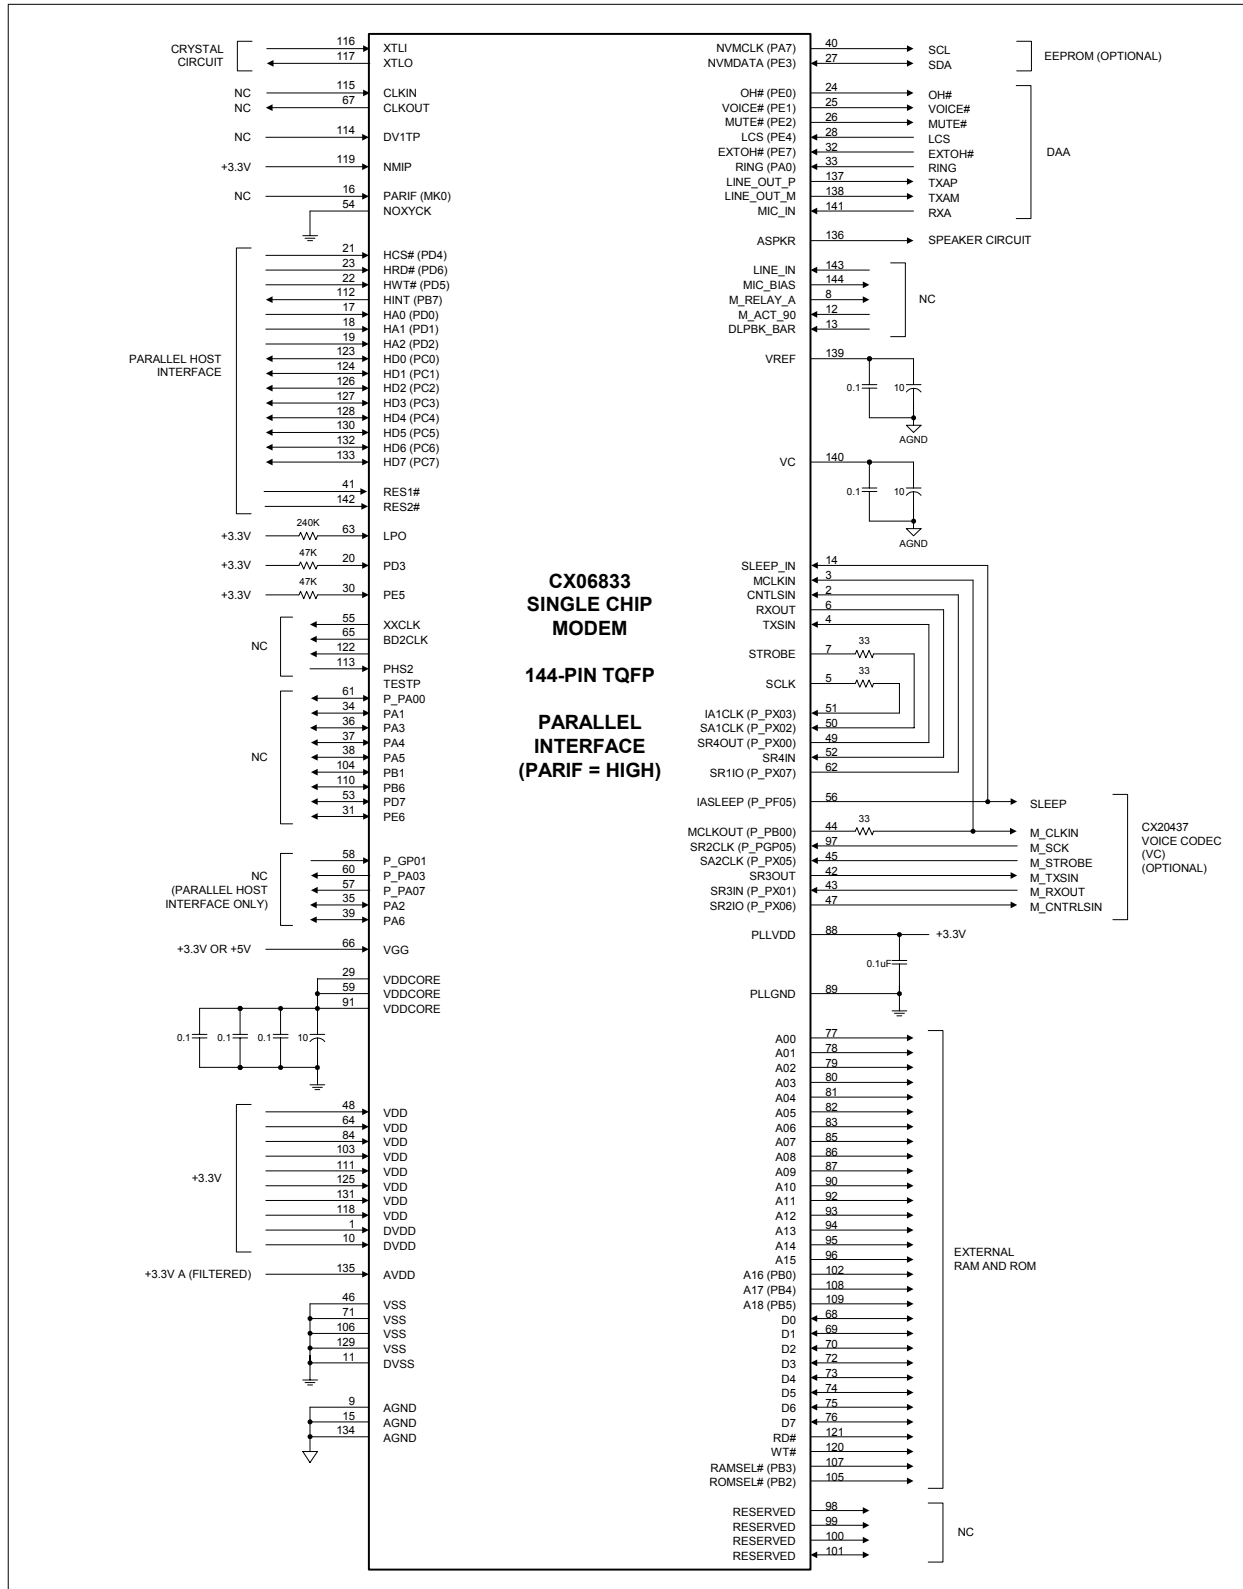 CRYSTAL
CIRCUIT
116 XTLI
117 XTLO
NC 115 CLKIN
NC 67 CLKOUT
NC 114 DV1TP
+3.3V 119 NMIP
NC 16 PARIF (MK0)
54 NOXYCK
PARALLEL HOST
INTERFACE
21 HCS# (PD4)
23 HRD# (PD6)
22 HWT# (PD5)
112 HINT (PB7)
17 HA0 (PD0)
18 HA1 (PD1)
19 HA2 (PD2)
123 HD0 (PC0)
124 HD1 (PC1)
126 HD2 (PC2)
127 HD3 (PC3)
128 HD4 (PC4)
130 HD5 (PC5)
132 HD6 (PC6)
133 HD7 (PC7)
41 RES1#
142 RES2#
+3.3V 240K 63 LPO
+3.3V 47K 20 PD3
+3.3V 47K 30 PE5
NC
55 XXCLK
65 BD2CLK
122
113 PHS2
TESTP
NC
61 P_PA00
34 PA1
36 PA3
37 PA4
38 PA5
104 PB1
110 PB6
53 PD7
31 PE6
NC
(PARALLEL HOST
INTERFACE ONLY)
58 P_GP01
60 P_PA03
57 P_PA07
35 PA2
39 PA6
+3.3V OR +5V 66 VGG
29 VDDCORE
59 VDDCORE
91 VDDCORE
0.1 0.1 0.1 10
+3.3V
48 VDD
64 VDD
84 VDD
103 VDD
111 VDD
125 VDD
131 VDD
118 VDD
1 DVDD
10 DVDD
+3.3V A (FILTERED) 135 AVDD
46 VSS
71 VSS
106 VSS
129 VSS
11 DVSS
9 AGND
15 AGND
134 AGND
CX06833
SINGLE CHIP
MODEM
144-PIN TQFP
PARALLEL
INTERFACE
(PARIF = HIGH)
NVMCLK (PA7) 40 SCL
NVMDATA (PE3) 27 SDA
EEPROM (OPTIONAL)
OH# (PE0) 24 OH#
VOICE# (PE1) 25 VOICE#
MUTE# (PE2) 26 MUTE#
LCS (PE4) 28 LCS
EXTOH# (PE7) 32 EXTOH#
RING (PA0) 33 RING
LINE_OUT_P 137 TXAP
LINE_OUT_M 138 TXAM
MIC_IN 141 RXA
DAA
ASPKR 136 SPEAKER CIRCUIT
LINE_IN 143
MIC_BIAS 144
M_RELAY_A 8
M_ACT_90 12
DLPBK_BAR 13
NC
VREF 139
0.1 10
AGND
VC 140
0.1 10
AGND
SLEEP_IN 14
MCLKIN 3
CNTLSIN 2
RXOUT 6
TXSIN 4
STROBE 7 33
SCLK 5 33
IA1CLK (P_PX03) 51
SA1CLK (P_PX02) 50
SR4OUT (P_PX00) 49
SR4IN 52
SR1IO (P_PX07) 62
IASLEEP (P_PF05) 56 SLEEP
MCLKOUT (P_PB00) 44 33 M_CLKIN
SR2CLK (P_PGP05) 97 M_SCK
SA2CLK (P_PX05) 45 M_STROBE
SR3OUT 42 M_TXSIN
SR3IN (P_PX01) 43 M_RXOUT
SR2IO (P_PX06) 47 M_CNTRLSIN
CX20437
VOICE CODEC
(VC)
(OPTIONAL)
PLLVDD 88 +3.3V
0.1uF
PLLGND 89
A00 77
A01 78
A02 79
A03 80
A04 81
A05 82
A06 83
A07 85
A08 86
A09 87
A10 90
A11 92
A12 93
A13 94
A14 95
A15 96
A16 (PB0) 102
A17 (PB4) 108
A18 (PB5) 109
D0 68
D1 69
D2 70
D3 72
D4 73
D5 74
D6 75
D7 76
RD# 121
WT# 120
RAMSEL# (PB3) 107
ROMSEL# (PB2) 105
EXTERNAL
RAM AND ROM
RESERVED 98
RESERVED 99
RESERVED 100
RESERVED 101
NC